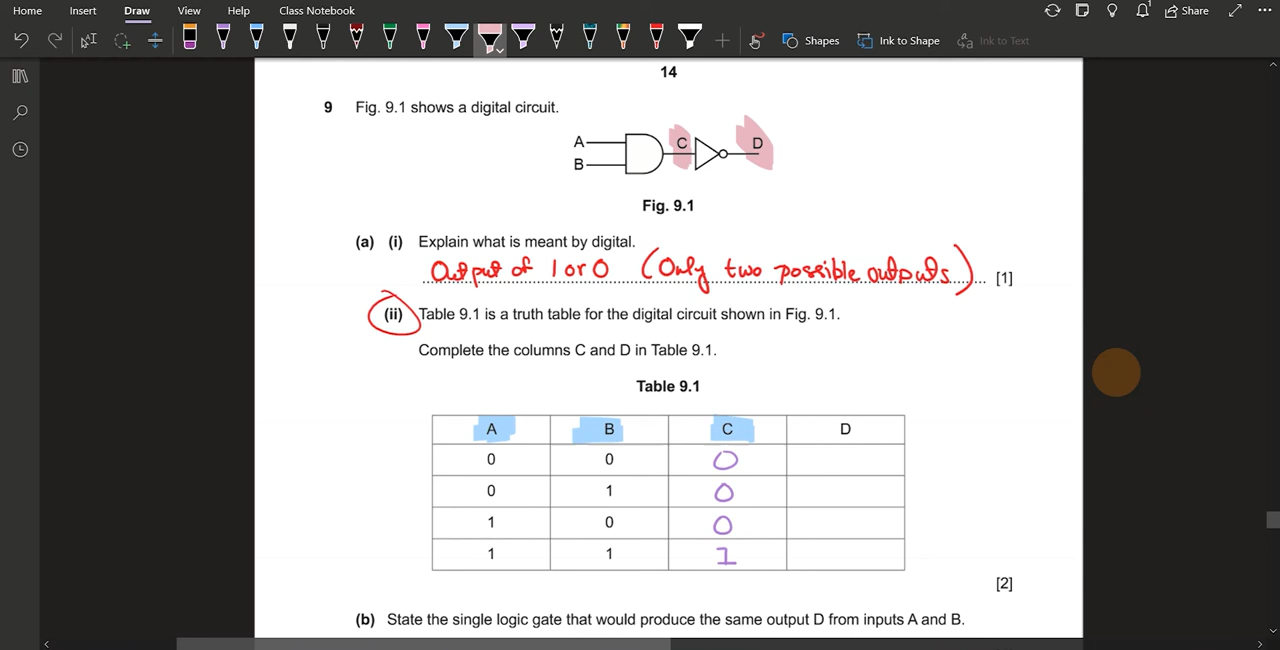 Home Insert Draw View Help Class Notebook Share
Shapes Ink to Shape Ink to Text
14
9 Fig. 9.1 shows a digital circuit.
A C D
B
Fig. 9.1
(a) (i) Explain what is meant by digital.
Output of 1 or 0 (Only two possible outputs) [1]
(ii) Table 9.1 is a truth table for the digital circuit shown in Fig. 9.1.
Complete the columns C and D in Table 9.1.
Table 9.1
A B C D
0 0 0
0 1 0
1 0 0
1 1 1
[2]
(b) State the single logic gate that would produce the same output D from inputs A and B.